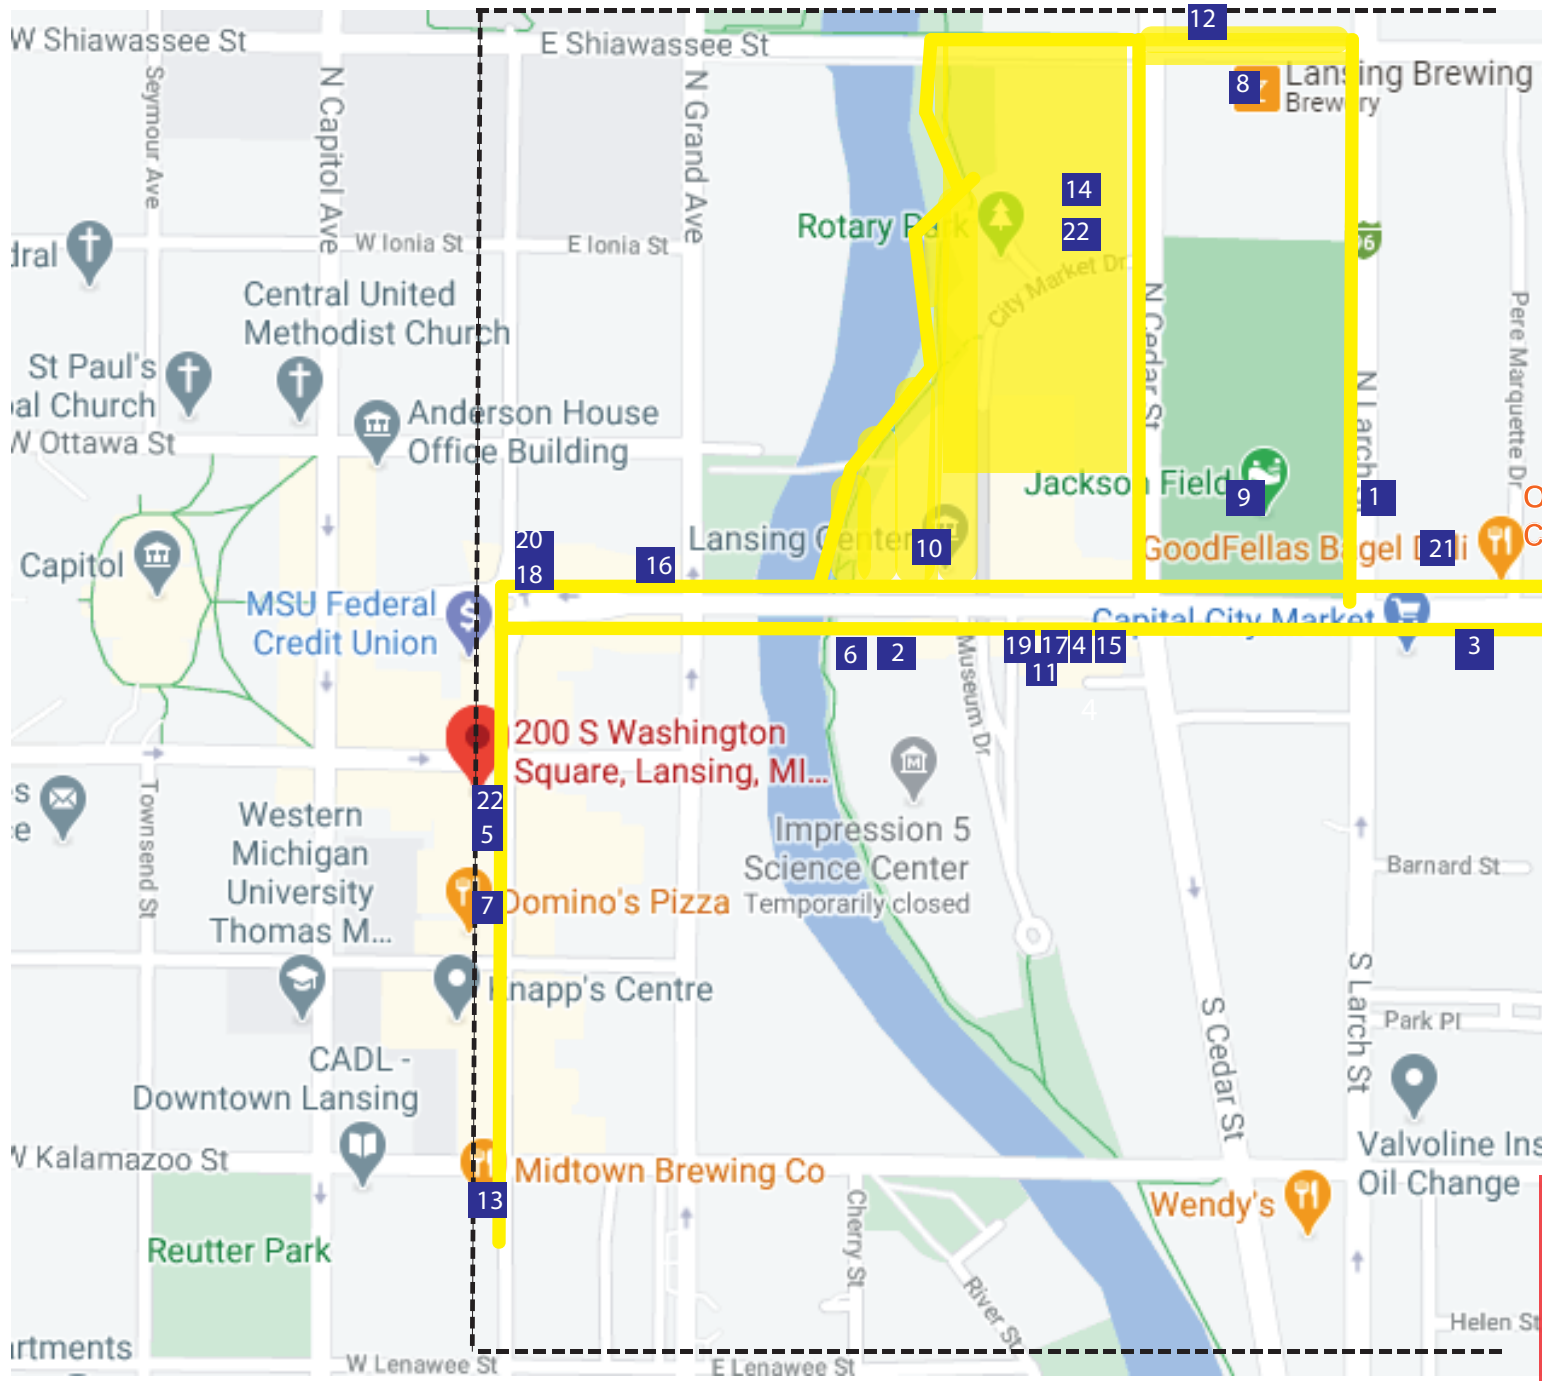 12
W Shiawassee St
E Shiawassee St
Lansing Brewing
Brewery
8
Seymour Ave
N Capitol Ave
N Grand Ave
14
22
Rotary Park
W Ionia St
E Ionia St
dral
96
City Market Dr
Central United
Methodist Church
N Cedar St
Pere Marquette Dr
St Paul's
pal Church
Anderson House
Office Building
W Ottawa St
N Larch St
Jackson Field
9
1
O
C
Lansing Center
10
GoodFellas Bagel Deli
21
20
18
16
Capitol
MSU Federal
Credit Union
$
Capital City Market
6
2
19
17
4
15
11
3
4
Museum Dr
200 S Washington
Square, Lansing, MI...
s
e
22
5
Townsend St
Western
Michigan
University
Thomas M...
Impression 5
Science Center
Temporarily closed
Barnard St
7
Domino's Pizza
Knapp's Centre
S Cedar St
S Larch St
Park Pl
CADL -
Downtown Lansing
W Kalamazoo St
Midtown Brewing Co
13
Valvoline Ins
Oil Change
Wendy's
Cherry St
Reutter Park
River St
Helen St
artments
W Lenawee St
E Lenawee St